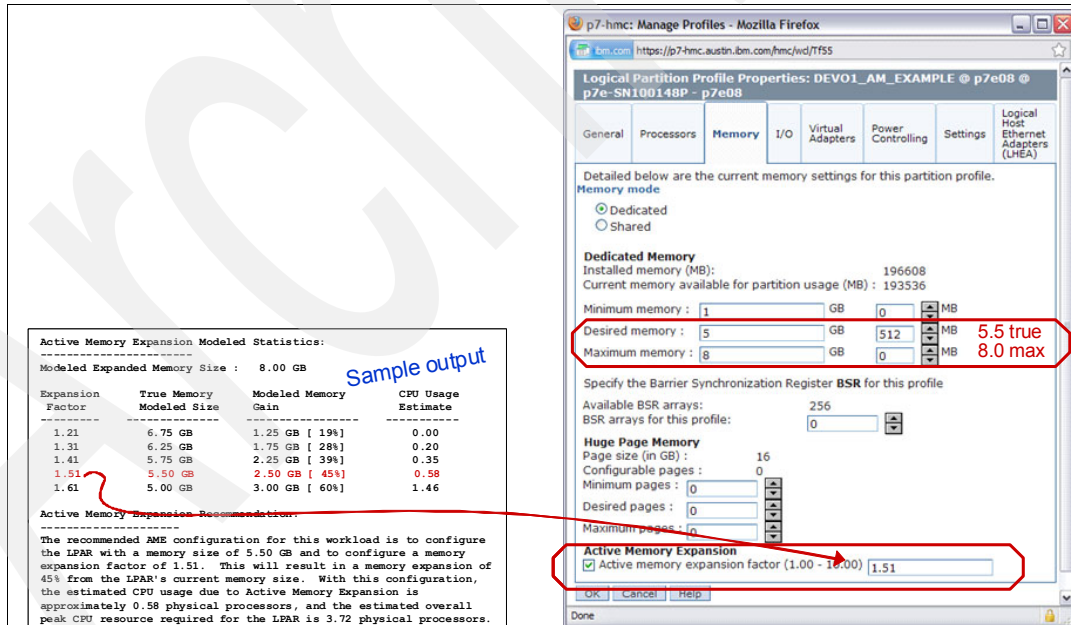 p7-hmc: Manage Profiles - Mozilla Firefox
ibm.com https://p7-hmc.austin.ibm.com/hmc/wcl/Tf55
Logical Partition Profile Properties: DEVO1_AM_EXAMPLE @ p7e08 @
p7e-SN100148P - p7e08
General Processors Memory I/O Virtual Adapters Power Controlling Settings Logical Host Ethernet Adapters (LHEA)
Detailed below are the current memory settings for this partition profile.
Memory mode
Dedicated
Shared
Dedicated Memory
Installed memory (MB): 196608
Current memory available for partition usage (MB) : 193536
Minimum memory : 1 GB 0 MB
Desired memory : 5 GB 512 MB 5.5 true
Maximum memory : 8 GB 0 MB 8.0 max
Specify the Barrier Synchronization Register BSR for this profile
Available BSR arrays: 256
BSR arrays for this profile: 0
Huge Page Memory
Page size (in GB) : 16
Configurable pages : 0
Minimum pages : 0
Desired pages : 0
Maximum pages : 0
Active Memory Expansion
Active memory expansion factor (1.00 - 10.00) 1.51
OK Cancel Help
Done
Active Memory Expansion Modeled Statistics:
-----------------------
Modeled Expanded Memory Size : 8.00 GB
Sample output
Expansion True Memory Modeled Memory CPU Usage
Factor Modeled Size Gain Estimate
--------- ------------- ----------------- -----------
1.21 6.75 GB 1.25 GB [ 19%] 0.00
1.31 6.25 GB 1.75 GB [ 28%] 0.20
1.41 5.75 GB 2.25 GB [ 39%] 0.35
1.51 5.50 GB 2.50 GB [ 45%] 0.58
1.61 5.00 GB 3.00 GB [ 60%] 1.46
Active Memory Expansion Recommendation:
---------------------
The recommended AME configuration for this workload is to configure
the LPAR with a memory size of 5.50 GB and to configure a memory
expansion factor of 1.51. This will result in a memory expansion of
45% from the LPAR's current memory size. With this configuration,
the estimated CPU usage due to Active Memory Expansion is
approximately 0.58 physical processors, and the estimated overall
peak CPU resource required for the LPAR is 3.72 physical processors.